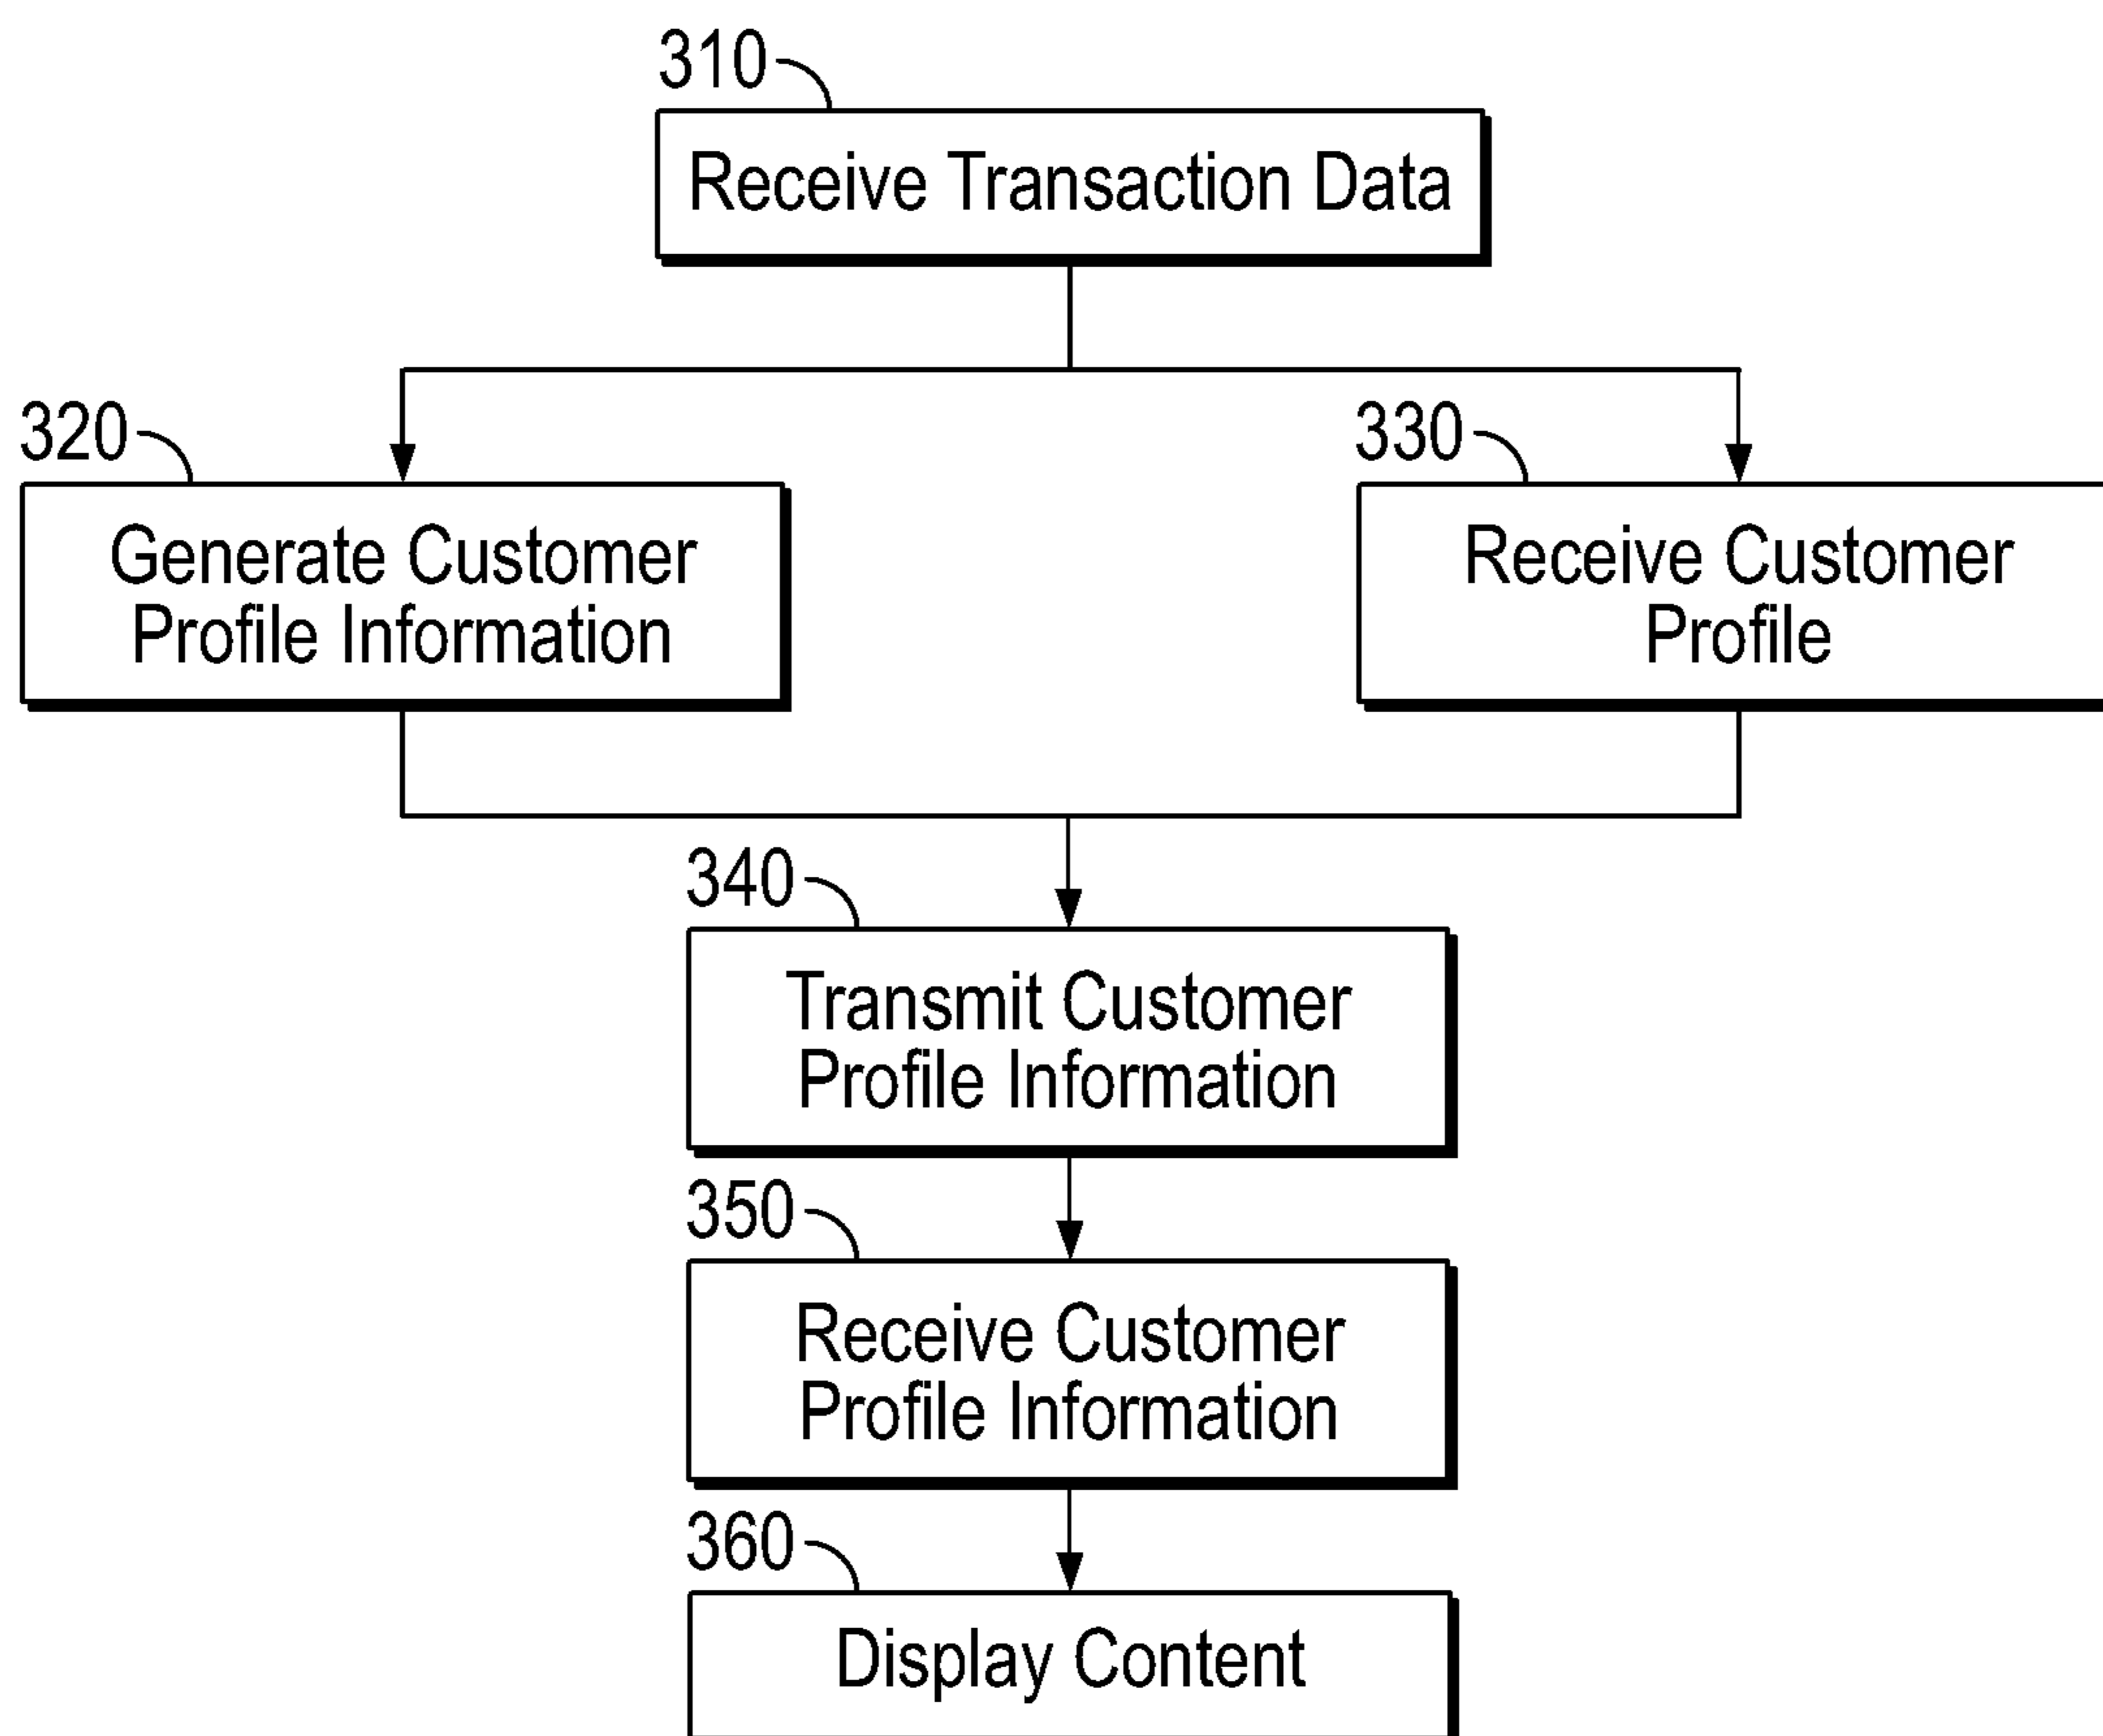 310
Receive Transaction Data
320
Generate Customer
Profile Information
330
Receive Customer
Profile
340
Transmit Customer
Profile Information
350
Receive Customer
Profile Information
360
Display Content